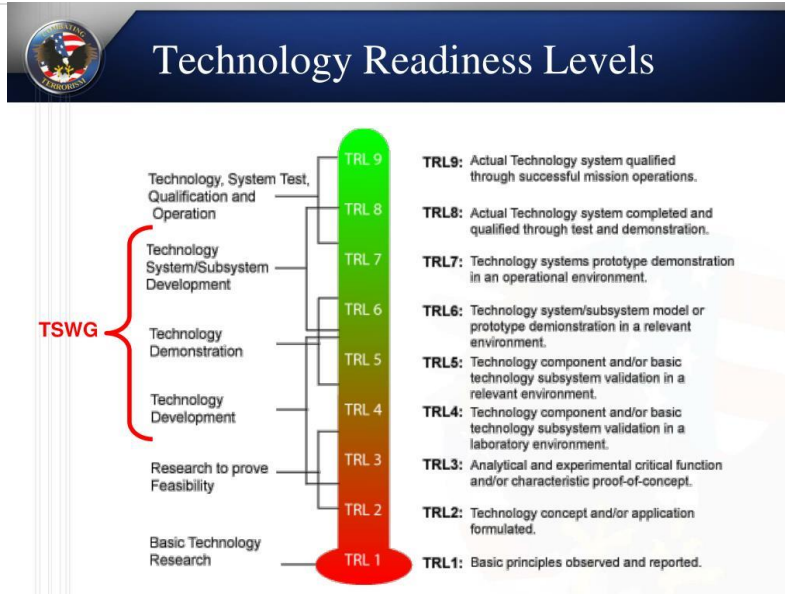 Technology Readiness Levels
COMBATING
TERRORISM
TSWG
Technology, System Test,
Qualification and
Operation
Technology
System/Subsystem
Development
Technology
Demonstration
Technology
Development
Research to prove
Feasibility
Basic Technology
Research
TRL 9
TRL 8
TRL 7
TRL 6
TRL 5
TRL 4
TRL 3
TRL 2
TRL 1
TRL9: Actual Technology system qualified
through successful mission operations.
TRL8: Actual Technology system completed and
qualified through test and demonstration.
TRL7: Technology systems prototype demonstration
in an operational environment.
TRL6: Technology system/subsystem model or
prototype demionstration in a relevant
environment.
TRL5: Technology component and/or basic
technology subsystem validation in a
relevant environment.
TRL4: Technology component and/or basic
technology subsystem validation in a
laboratory environment.
TRL3: Analytical and experimental critical function
and/or characteristic proof-of-concept.
TRL2: Technology concept and/or application
formulated.
TRL1: Basic principles observed and reported.